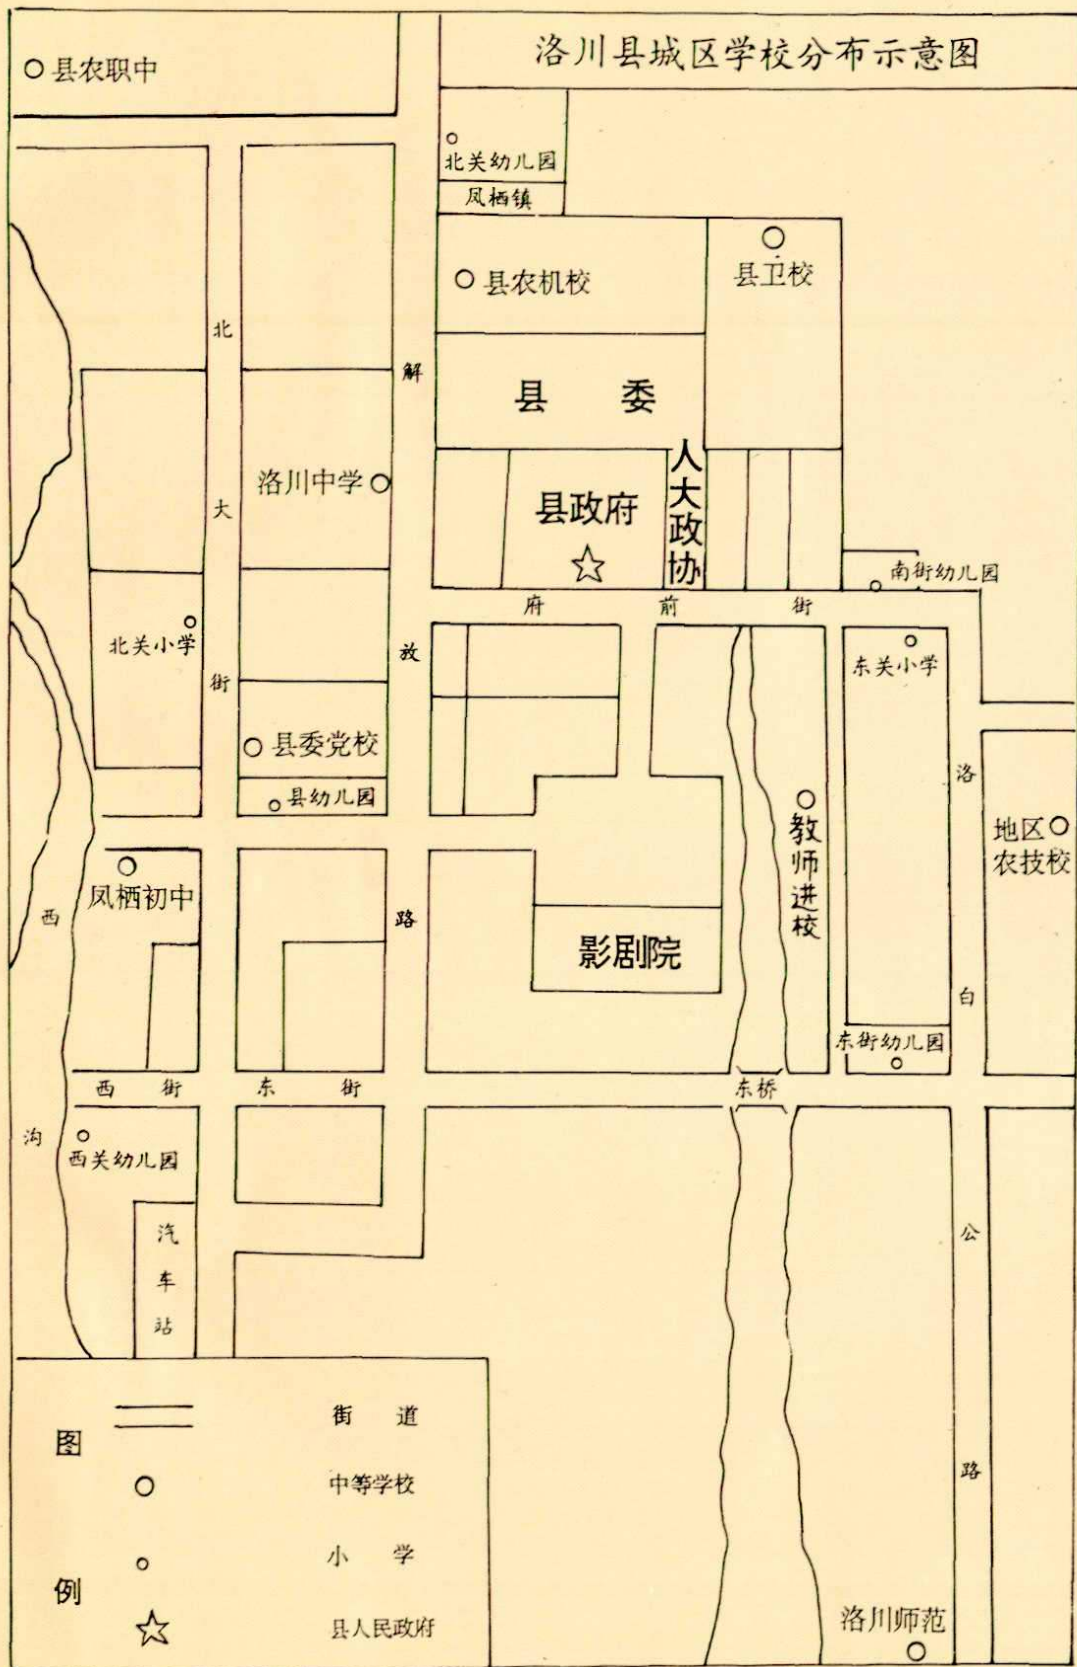 洛川县城区学校分布示意图
县农职中
北关幼儿园
凤栖镇
县农机校
县卫校
县委
洛川中学
县政府
人大政协
南街幼儿园
府前街
北关小学
东关小学
北大街
解放路
县委党校
县幼儿园
教师进校
地区
农技校
凤栖初中
影剧院
东街幼儿园
西街
东街
东桥
西沟
西关幼儿园
汽车站
洛白公路
洛川师范
图例
街道
中等学校
小学
县人民政府